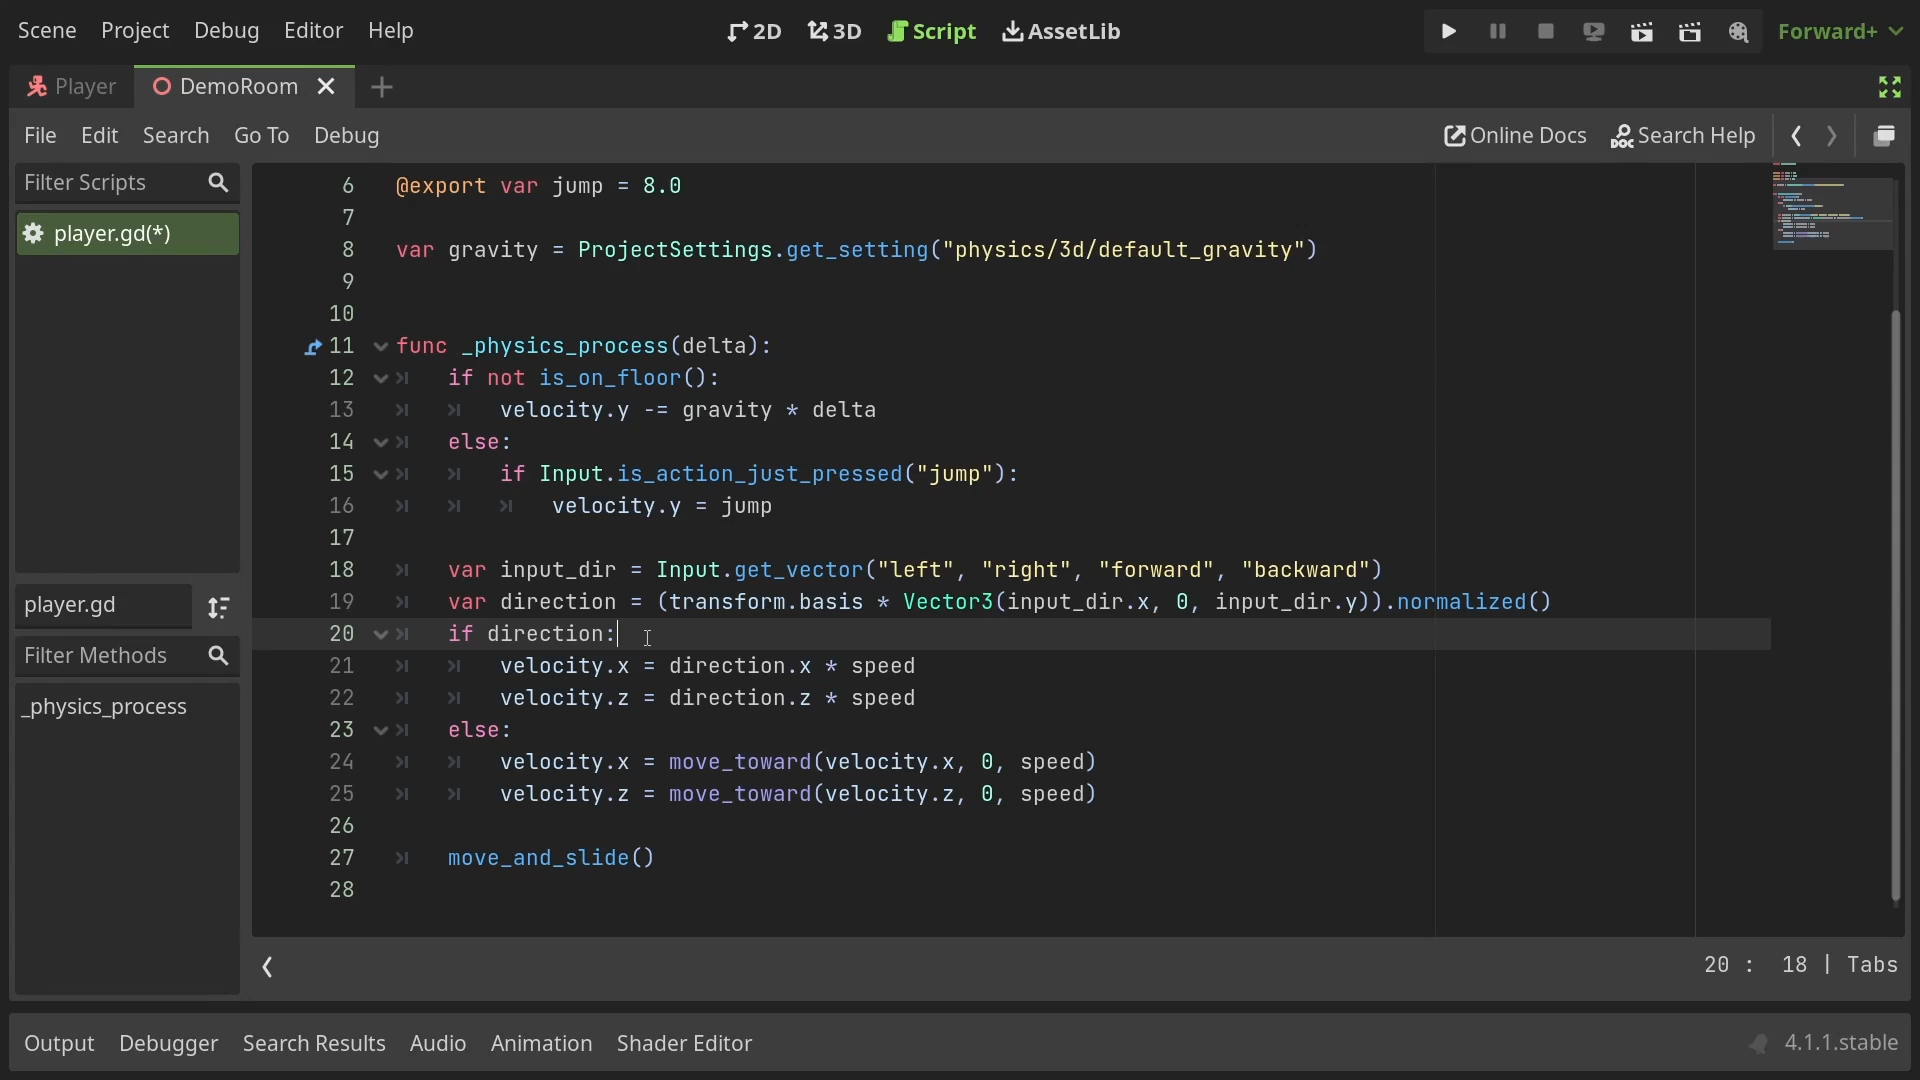 Scene Project Debug Editor Help 2D 3D Script AssetLib Forward+
Player DemoRoom
File Edit Search Go To Debug Online Docs Search Help
Filter Scripts
player.gd(*)
player.gd
Filter Methods
_physics_process
6 @export var jump = 8.0
7
8 var gravity = ProjectSettings.get_setting("physics/3d/default_gravity")
9
10
11 func _physics_process(delta):
12 if not is_on_floor():
13 velocity.y -= gravity * delta
14 else:
15 if Input.is_action_just_pressed("jump"):
16 velocity.y = jump
17
18 var input_dir = Input.get_vector("left", "right", "forward", "backward")
19 var direction = (transform.basis * Vector3(input_dir.x, 0, input_dir.y)).normalized()
20 if direction:
21 velocity.x = direction.x * speed
22 velocity.z = direction.z * speed
23 else:
24 velocity.x = move_toward(velocity.x, 0, speed)
25 velocity.z = move_toward(velocity.z, 0, speed)
26
27 move_and_slide()
28
20 : 18 | Tabs
Output Debugger Search Results Audio Animation Shader Editor 4.1.1.stable